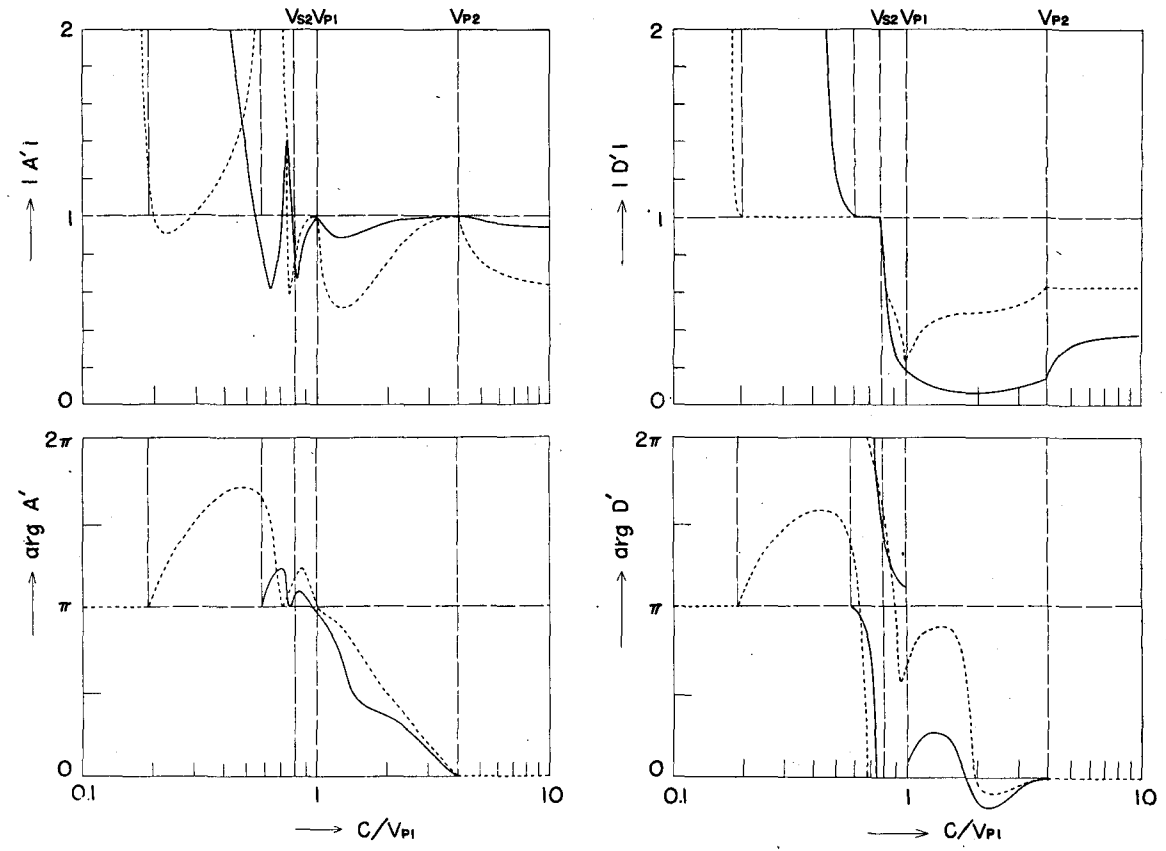 VS2 VP1 VP2
2
1
0
→ |A'|
VS2 VP1 VP2
2
1
0
→ |D'|
2π
π
0
→ arg A'
0.1 1 10
→ C/VP1
2π
π
0
→ arg D'
0.1 1 10
→ C/VP1